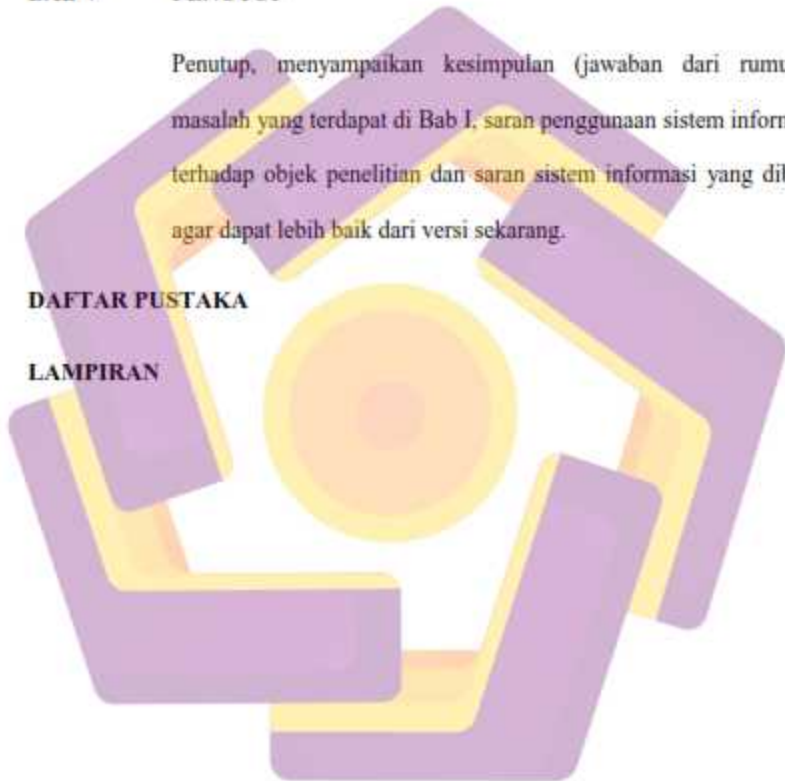 Penutup, menyampaikan kesimpulan (jawaban dari
masalah yang terdapat di Bab I, saran penggunaan sistem
terhadap objek penelitian dan saran sistem informasi yang
agar dapat lebih baik dari versi sekarang.
DAFTAR PUSTAKA
LAMPIRAN